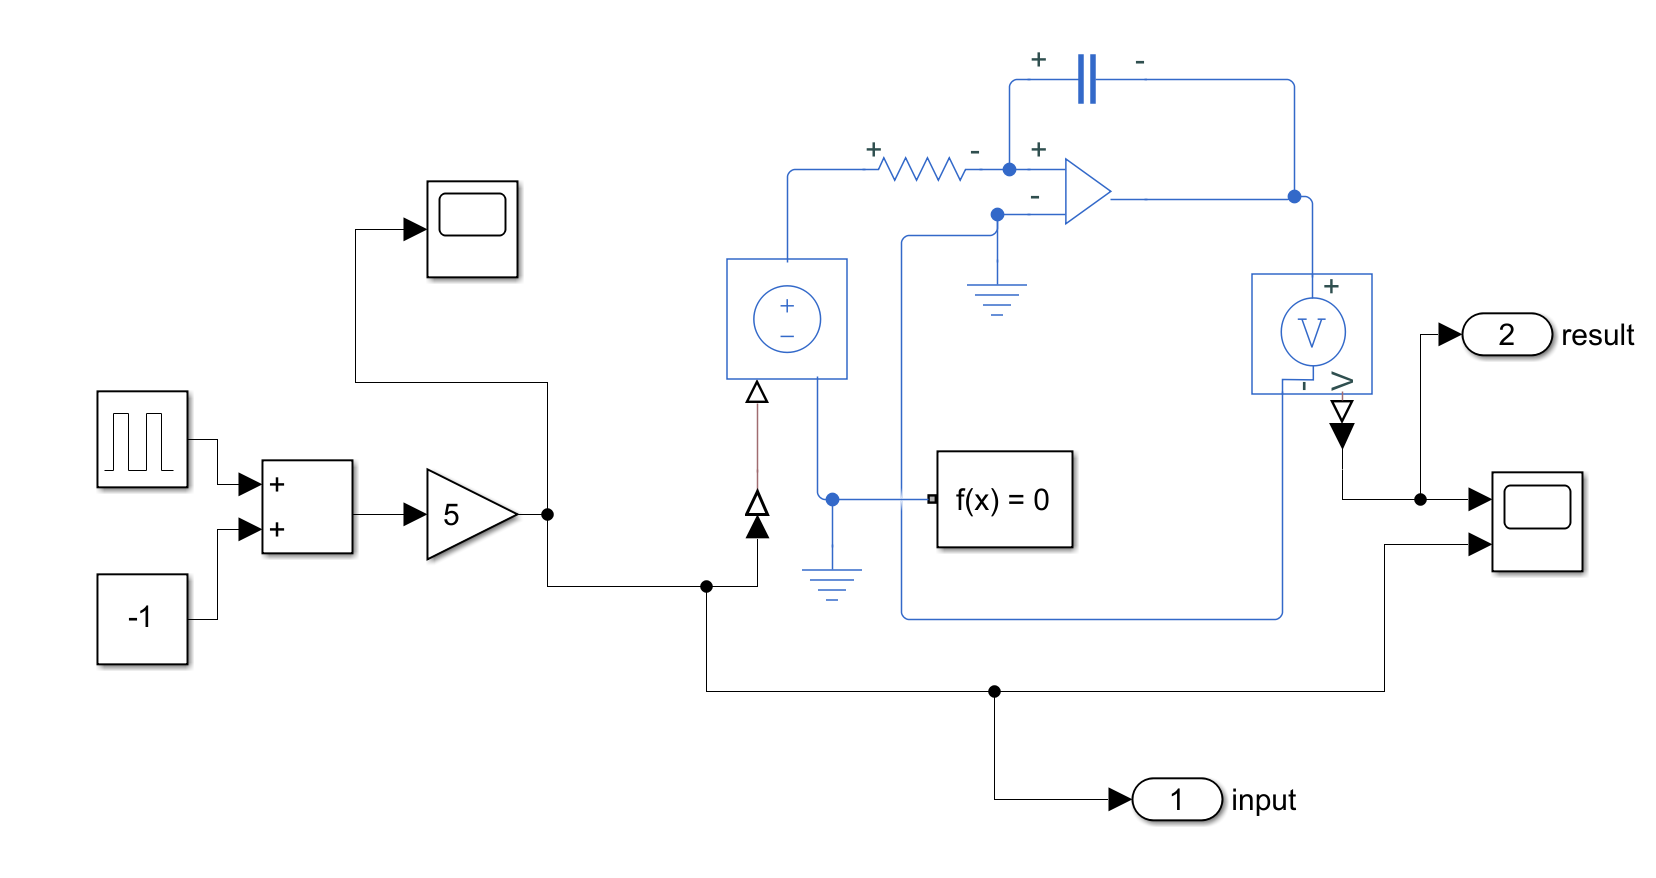 + -
+ - +
-
+
−
+
V
- >
2 result
+
+
5
-1
f(x) = 0
1 input